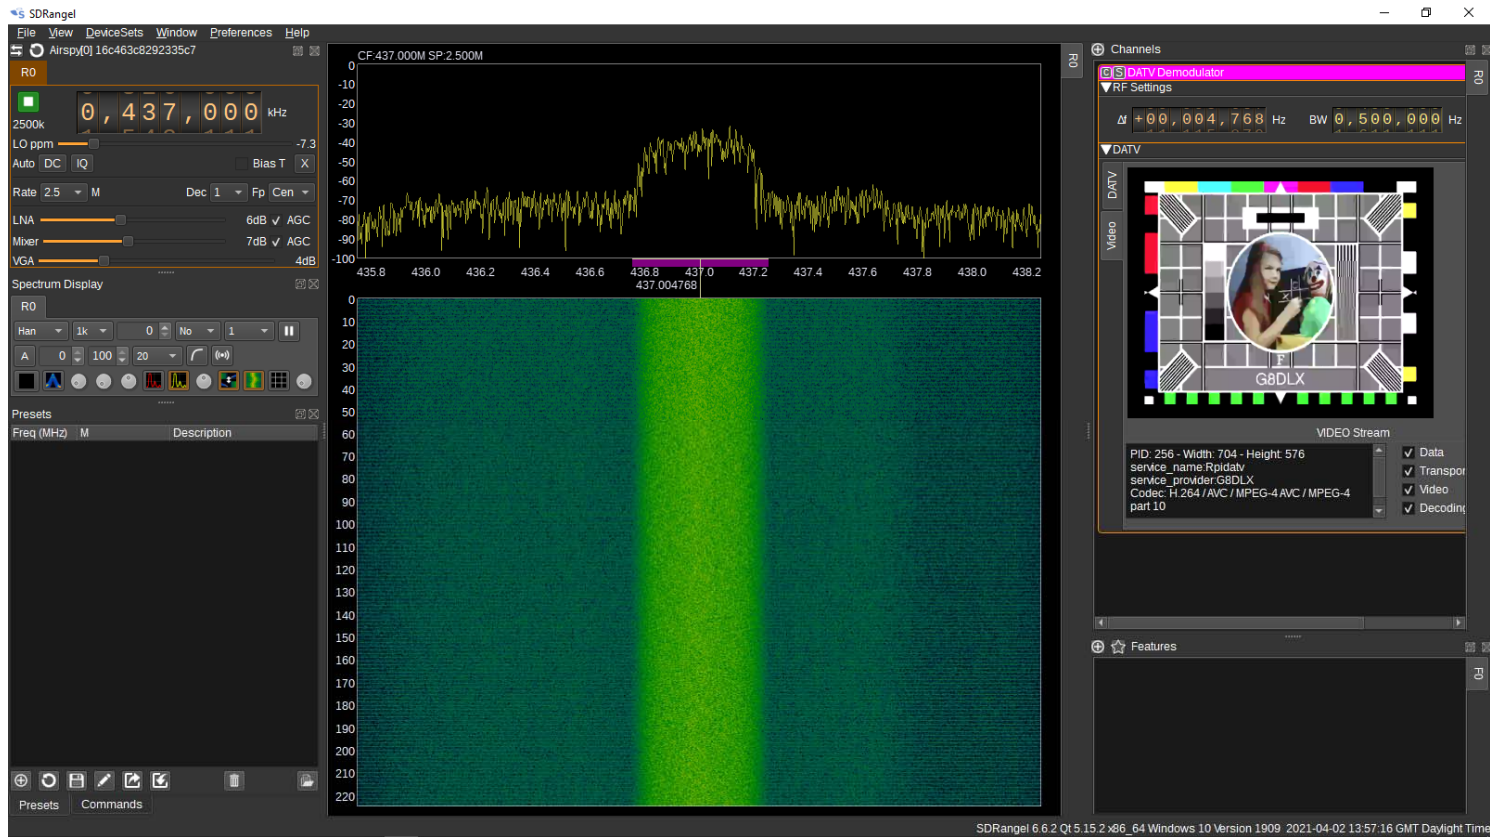 SDRangel
File View DeviceSets Window Preferences Help
Airspy[0] 16c463c8292335c7
R0
0,437,000 kHz
2500k
LO ppm -7.3
Auto DC IQ Bias T X
Rate 2.5 M Dec 1 Fp Cen
LNA 6dB AGC
Mixer 7dB AGC
VGA 4dB
Spectrum Display
R0
Han 1k 0 No 1
A 0 100 20
Presets
Freq (MHz) M Description
Presets Commands
CF:437.000M SP:2.500M
R0
0
-10
-20
-30
-40
-50
-60
-70
-80
-90
-100
435.8 436.0 436.2 436.4 436.6 436.8 437.0 437.2 437.4 437.6 437.8 438.0 438.2
437.004768
0
10
20
30
40
50
60
70
80
90
100
110
120
130
140
150
160
170
180
190
200
210
220
Channels
R0
C S DATV Demodulator
RF Settings
Δf +00,004,768 Hz BW 0,500,000 Hz
DATV
DATV
Video
X
F
G8DLX
VIDEO Stream
PID: 256 - Width: 704 - Height: 576
service_name:Rpidatv
service_provider:G8DLX
Codec: H.264 / AVC / MPEG-4 AVC / MPEG-4
part 10
Data
Transpor
Video
Decoding
Features
F0
SDRangel 6.6.2 Qt 5.15.2 x86_64 Windows 10 Version 1909 2021-04-02 13:57:16 GMT Daylight Time